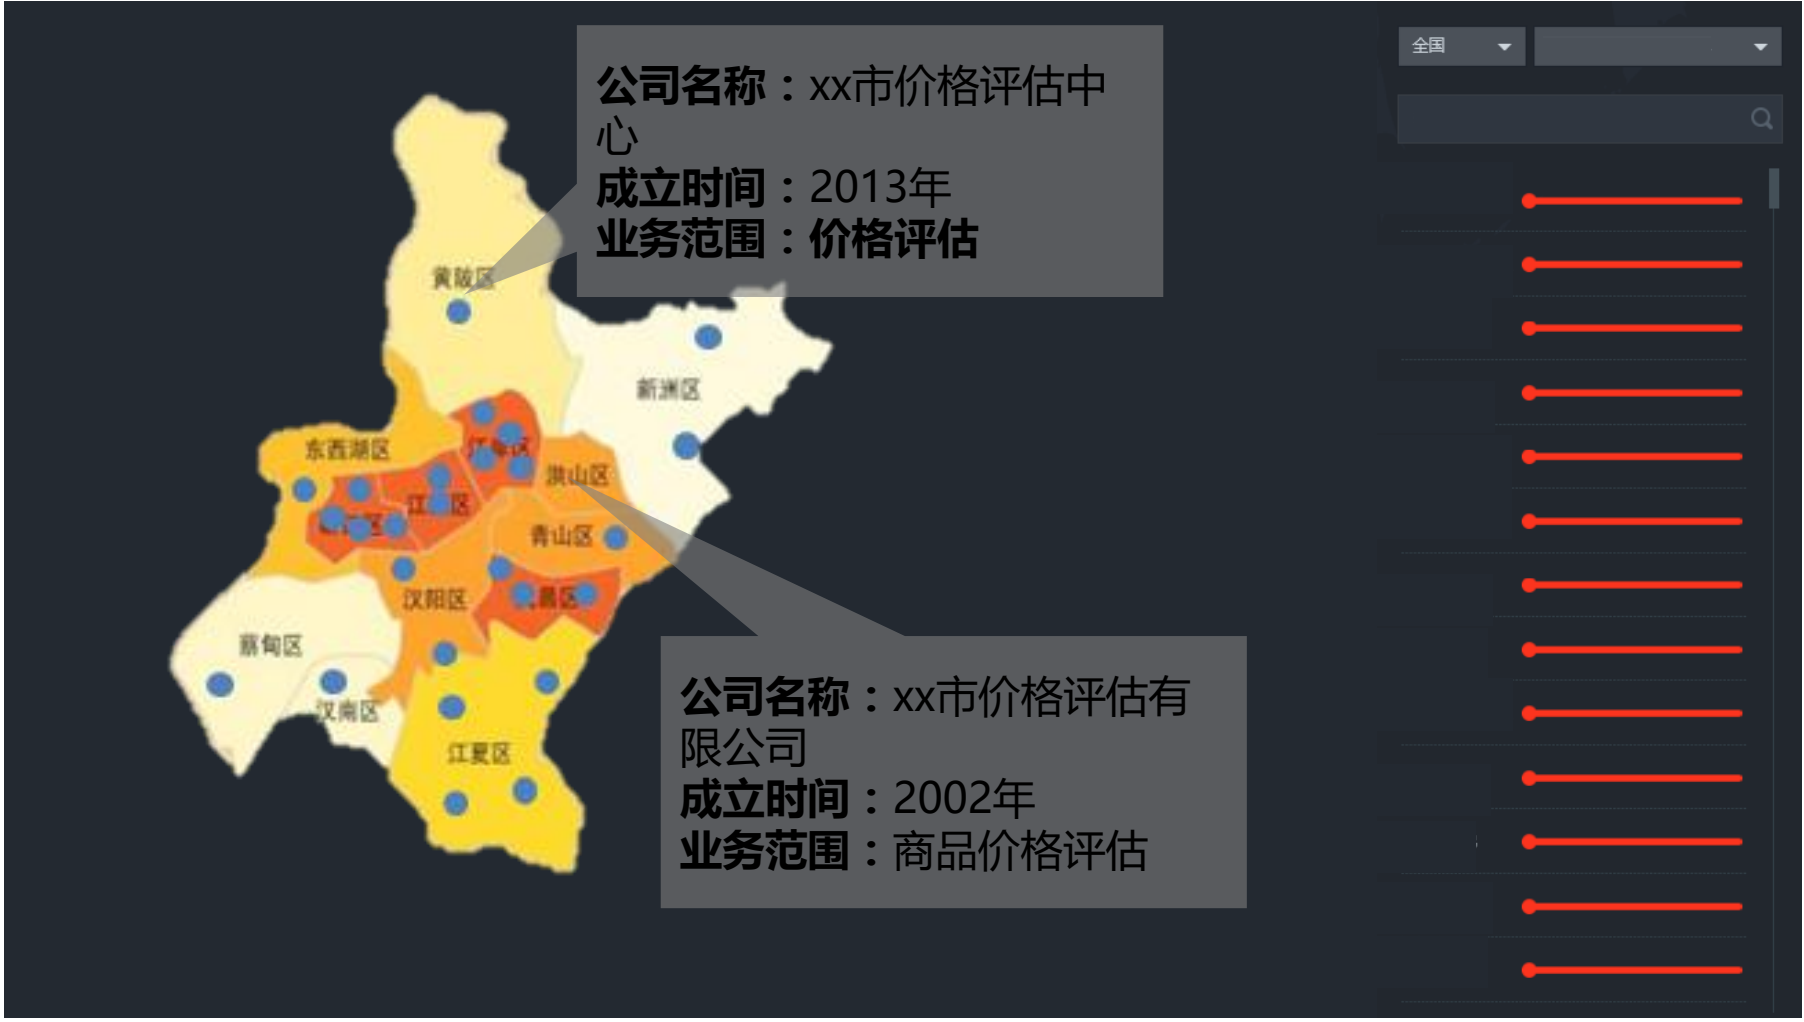 公司名称：xx市价格评估中
心
成立时间：2013年
业务范围：价格评估
全国
黄陂区
新洲区
东西湖区
洪山区
青山区
汉阳区
蔡甸区
汉南区
江夏区
公司名称：xx市价格评估有
限公司
成立时间：2002年
业务范围：商品价格评估